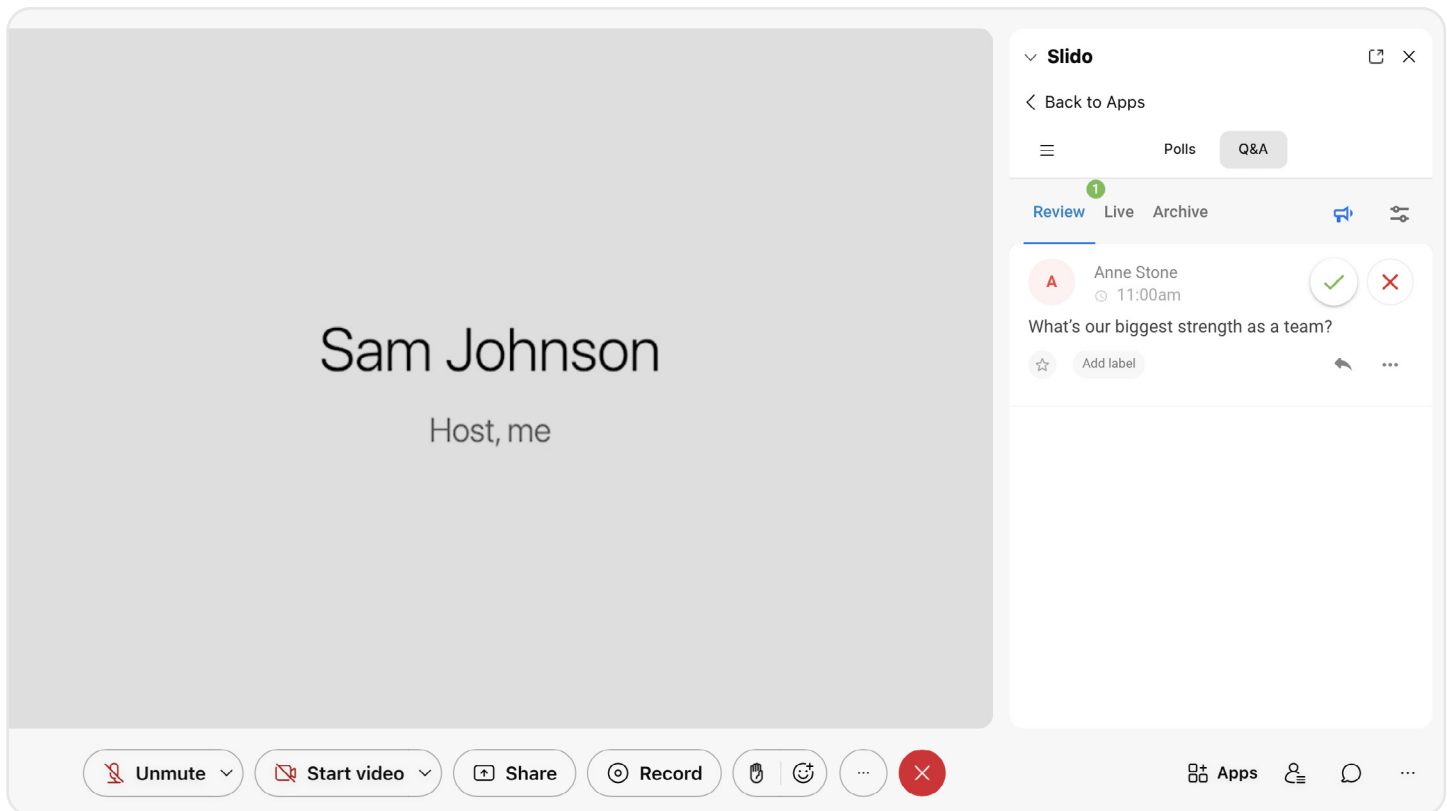 Slido
Back to Apps
Polls Q&A
1
Review Live Archive
A
Anne Stone
11:00am
What's our biggest strength as a team?
Add label
Sam Johnson
Host, me
Unmute Start video Share Record Apps